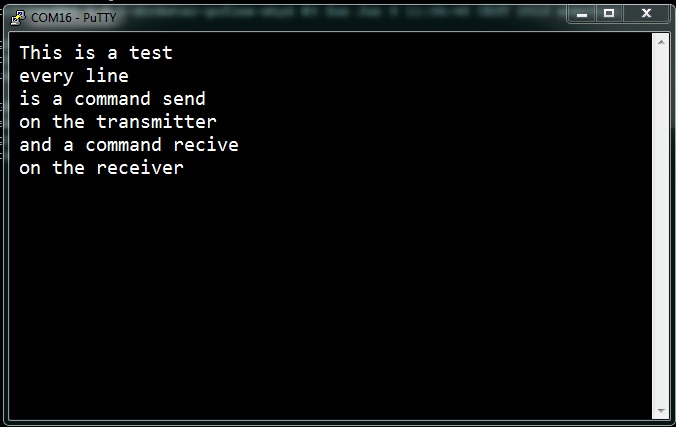 COM16 - PuTTY
This is a test
every line
is a command send
on the transmitter
and a command recive
on the receiver